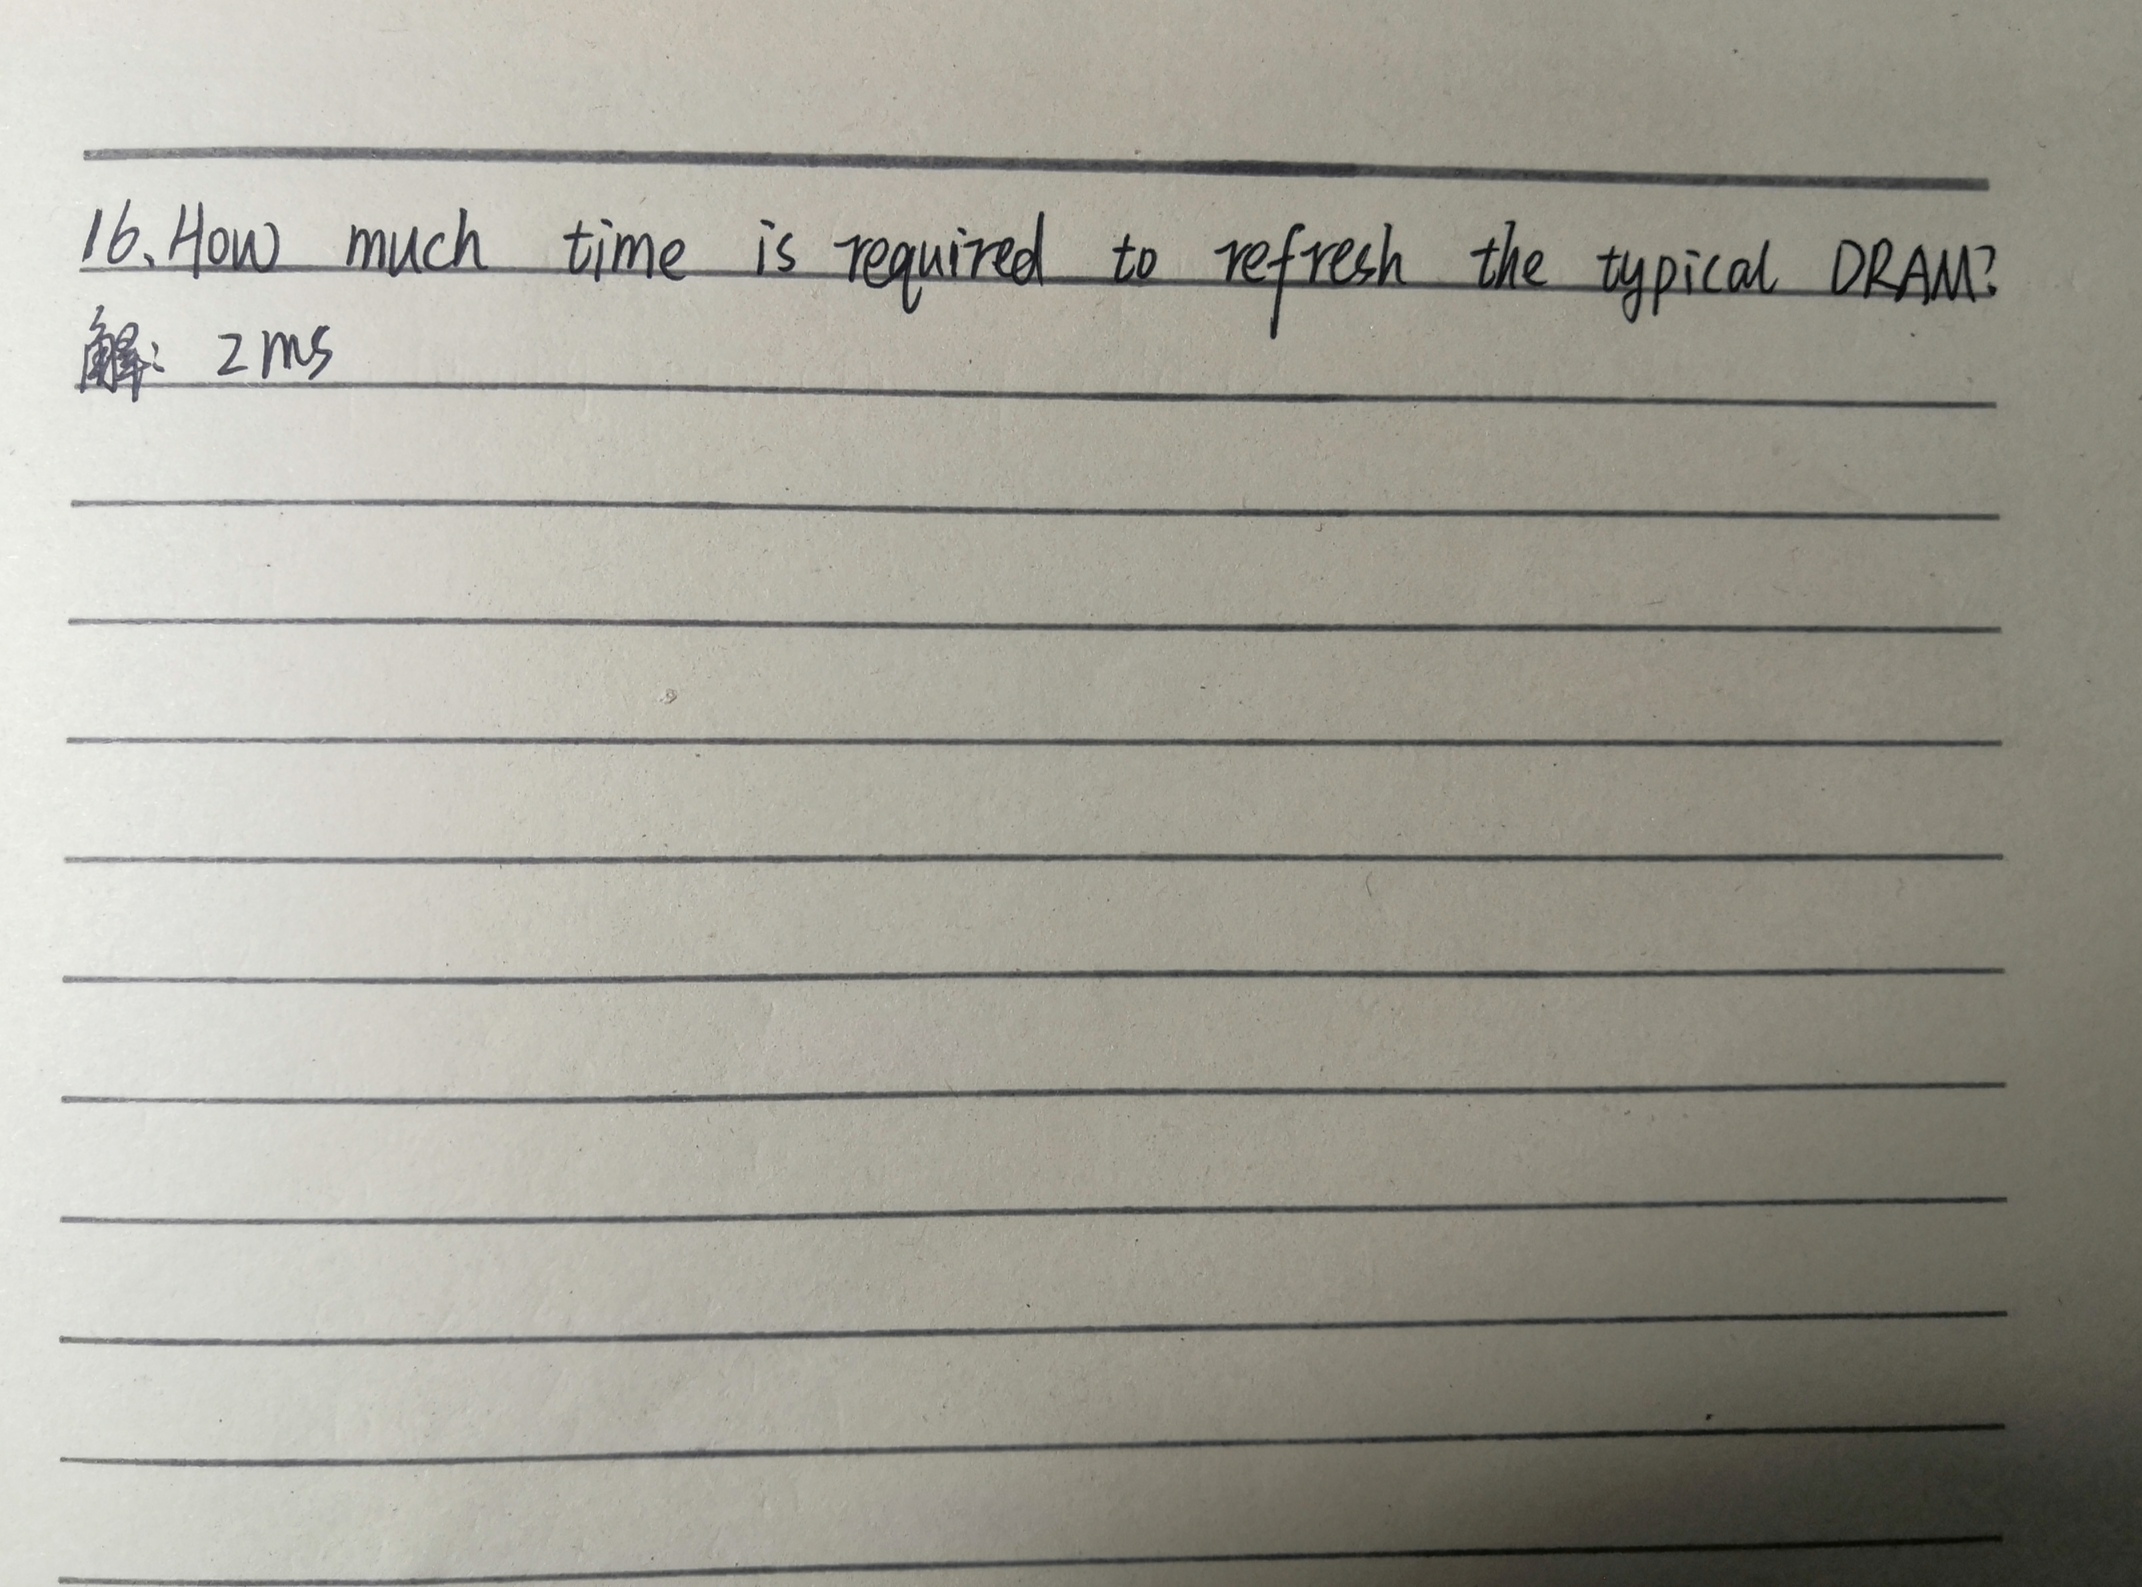 16. How much time is required to refresh the typical DRAM?
解: 2ms